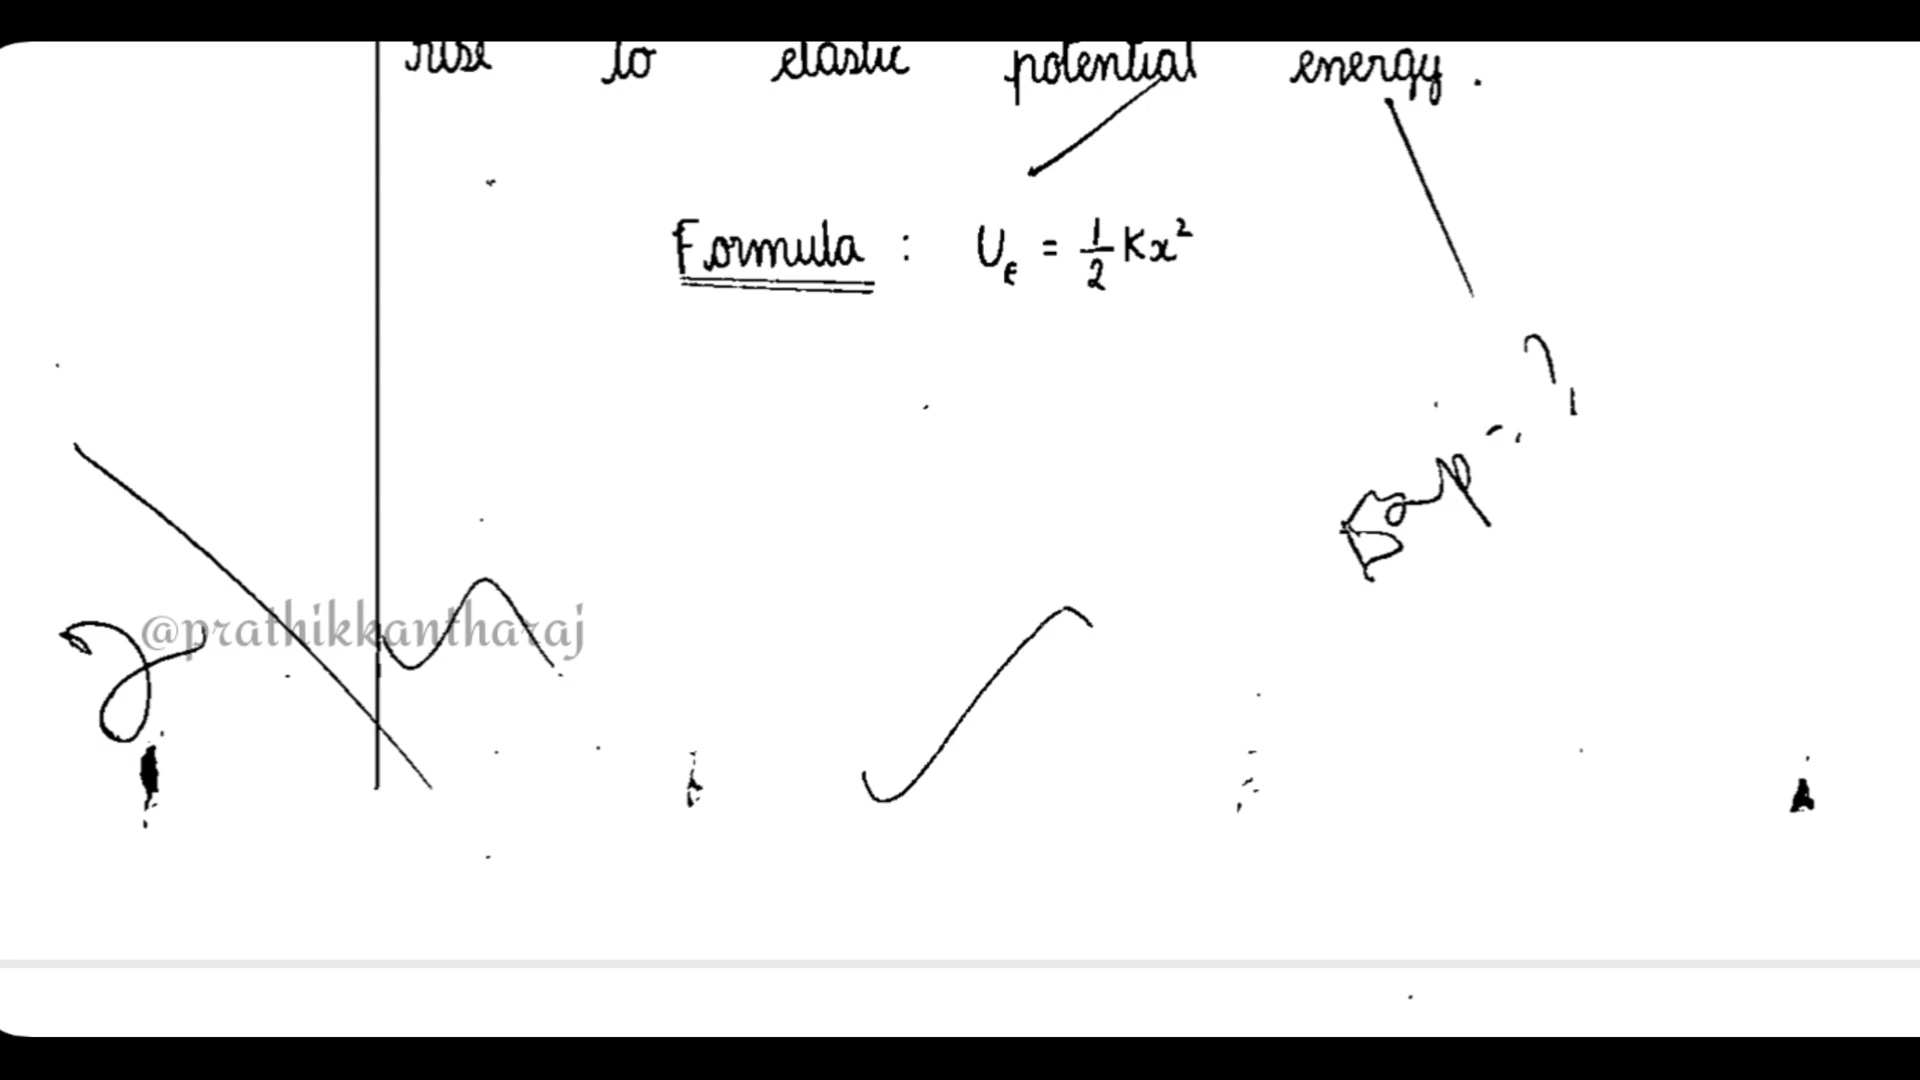 rise to elastic potential energy.
Formula : U_E = 1/2 Kx²
@prathikkantharaj